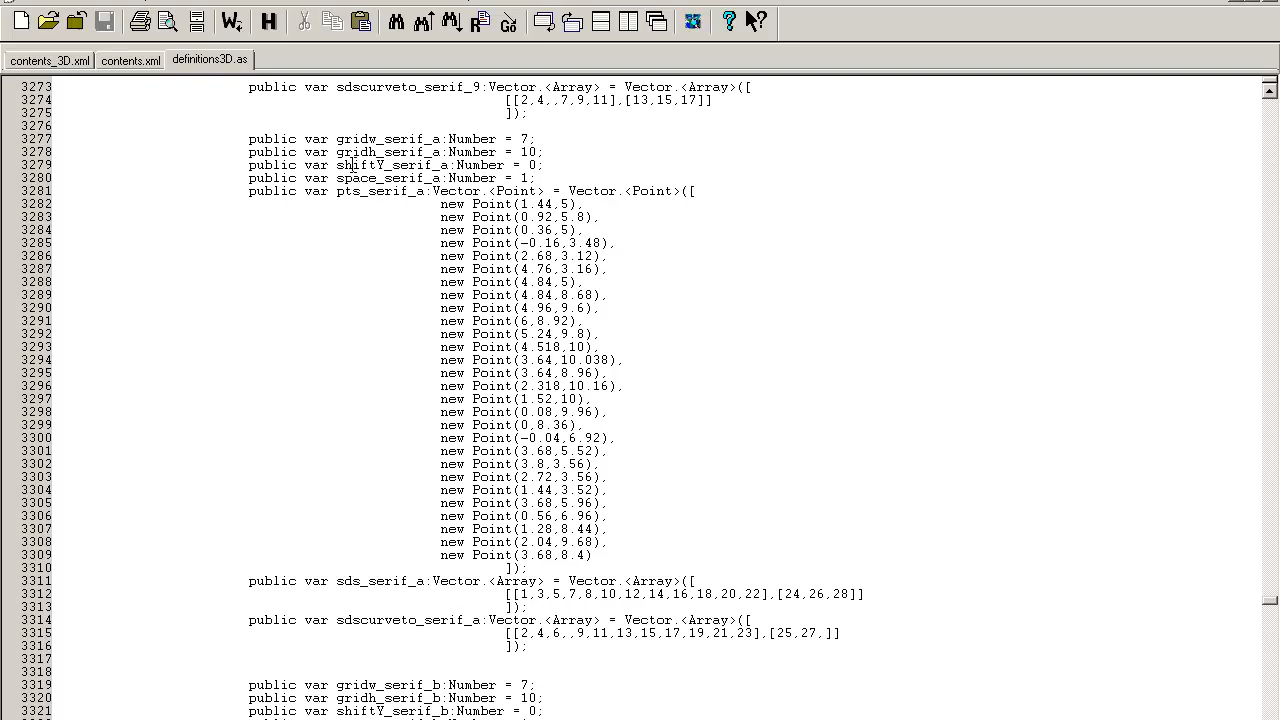 contents_3D.xml contents.xml definitions3D.as
3273 public var sdscurveto_serif_9:Vector.<Array> = Vector.<Array>([
3274 [[2,4,,7,9,11],[13,15,17]]
3275 ]);
3276
3277 public var gridw_serif_a:Number = 7;
3278 public var gridh_serif_a:Number = 10;
3279 public var shiftY_serif_a:Number = 0;
3280 public var space_serif_a:Number = 1;
3281 public var pts_serif_a:Vector.<Point> = Vector.<Point>([
3282 new Point(1.44,5),
3283 new Point(0.92,5.8),
3284 new Point(0.36,5),
3285 new Point(-0.16,3.48),
3286 new Point(2.68,3.12),
3287 new Point(4.76,3.16),
3288 new Point(4.84,5),
3289 new Point(4.84,8.68),
3290 new Point(4.96,9.6),
3291 new Point(6,8.92),
3292 new Point(5.24,9.8),
3293 new Point(4.518,10),
3294 new Point(3.64,10.038),
3295 new Point(3.64,8.96),
3296 new Point(2.318,10.16),
3297 new Point(1.52,10),
3298 new Point(0.08,9.96),
3299 new Point(0,8.36),
3300 new Point(-0.04,6.92),
3301 new Point(3.68,5.52),
3302 new Point(3.8,3.56),
3303 new Point(2.72,3.56),
3304 new Point(1.44,3.52),
3305 new Point(3.68,5.96),
3306 new Point(0.56,6.96),
3307 new Point(1.28,8.44),
3308 new Point(2.04,9.68),
3309 new Point(3.68,8.4)
3310 ]);
3311 public var sds_serif_a:Vector.<Array> = Vector.<Array>([
3312 [[1,3,5,7,8,10,12,14,16,18,20,22],[24,26,28]]
3313 ]);
3314 public var sdscurveto_serif_a:Vector.<Array> = Vector.<Array>([
3315 [[2,4,6,,9,11,13,15,17,19,21,23],[25,27,]]
3316 ]);
3317
3318
3319 public var gridw_serif_b:Number = 7;
3320 public var gridh_serif_b:Number = 10;
3321 public var shiftY_serif_b:Number = 0;